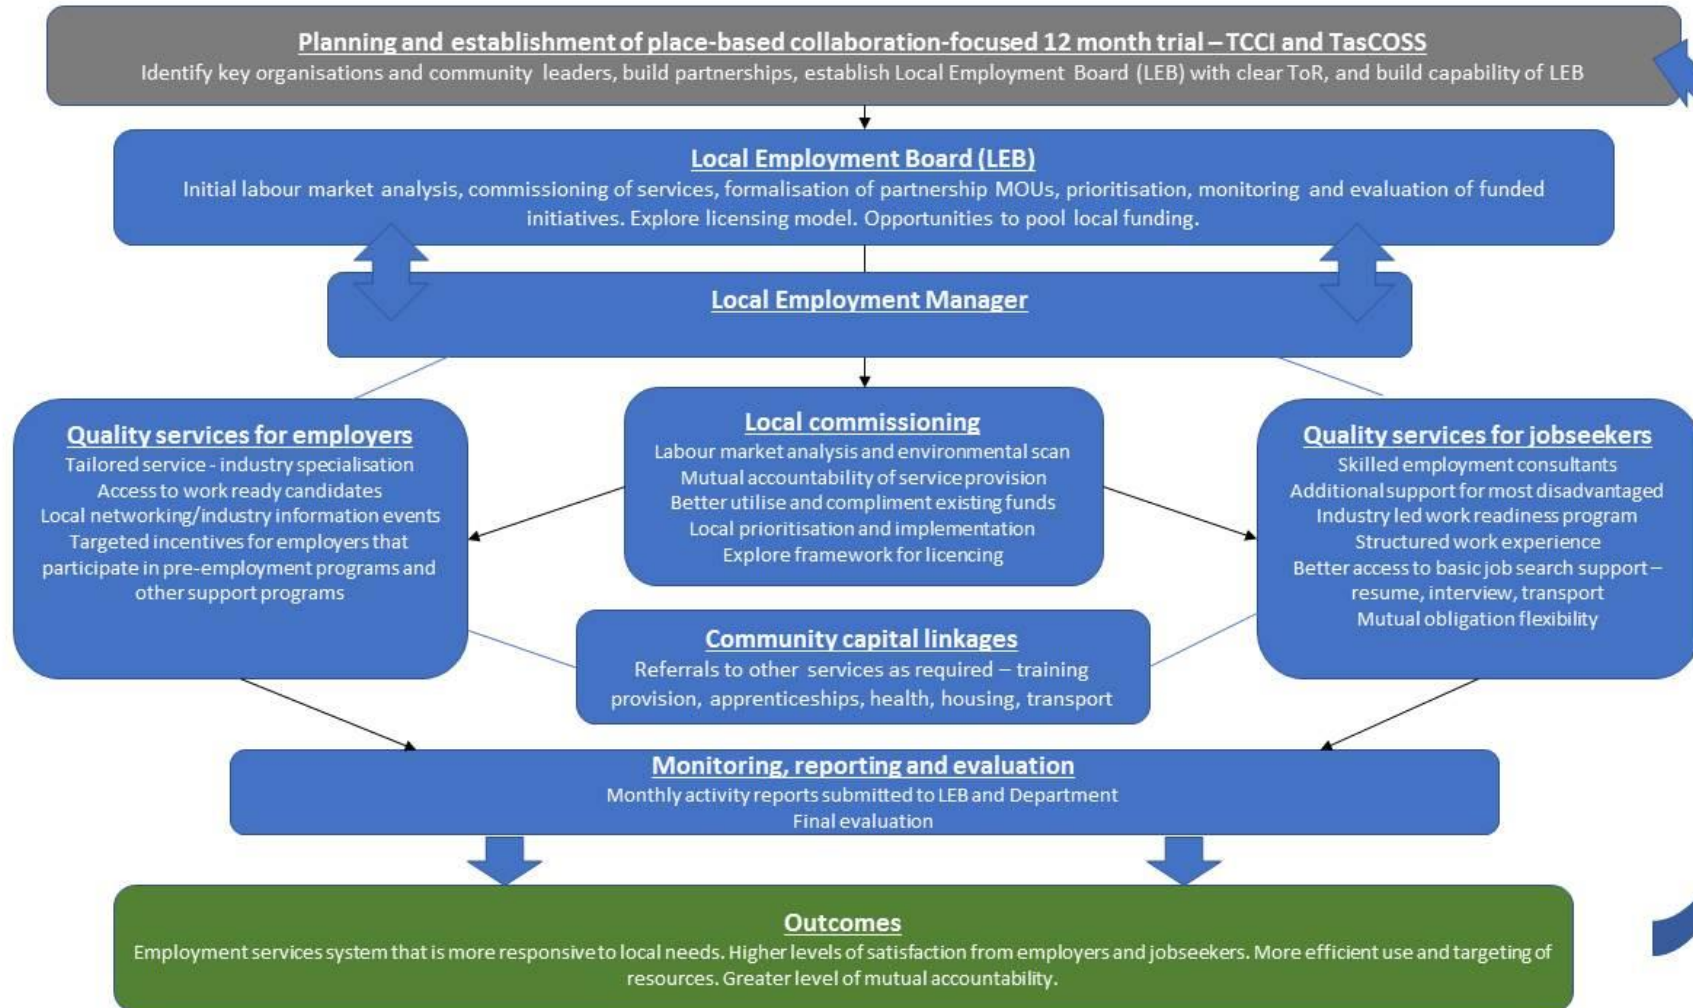 Planning and establishment of place-based collaboration-focused 12 month trial – TCCI and TasCOSS
Identify key organisations and community leaders, build partnerships, establish Local Employment Board (LEB) with clear ToR, and build capability of LEB
Local Employment Board (LEB)
Initial labour market analysis, commissioning of services, formalisation of partnership MOUs, prioritisation, monitoring and evaluation of funded
initiatives. Explore licensing model. Opportunities to pool local funding.
Local Employment Manager
Quality services for employers
Tailored service - industry specialisation
Access to work ready candidates
Local networking/industry information events
Targeted incentives for employers that
participate in pre-employment programs and
other support programs
Local commissioning
Labour market analysis and environmental scan
Mutual accountability of service provision
Better utilise and compliment existing funds
Local prioritisation and implementation
Explore framework for licencing
Quality services for jobseekers
Skilled employment consultants
Additional support for most disadvantaged
Industry led work readiness program
Structured work experience
Better access to basic job search support –
resume, interview, transport
Mutual obligation flexibility
Community capital linkages
Referrals to other services as required – training
provision, apprenticeships, health, housing, transport
Monitoring, reporting and evaluation
Monthly activity reports submitted to LEB and Department
Final evaluation
Outcomes
Employment services system that is more responsive to local needs. Higher levels of satisfaction from employers and jobseekers. More efficient use and targeting of
resources. Greater level of mutual accountability.